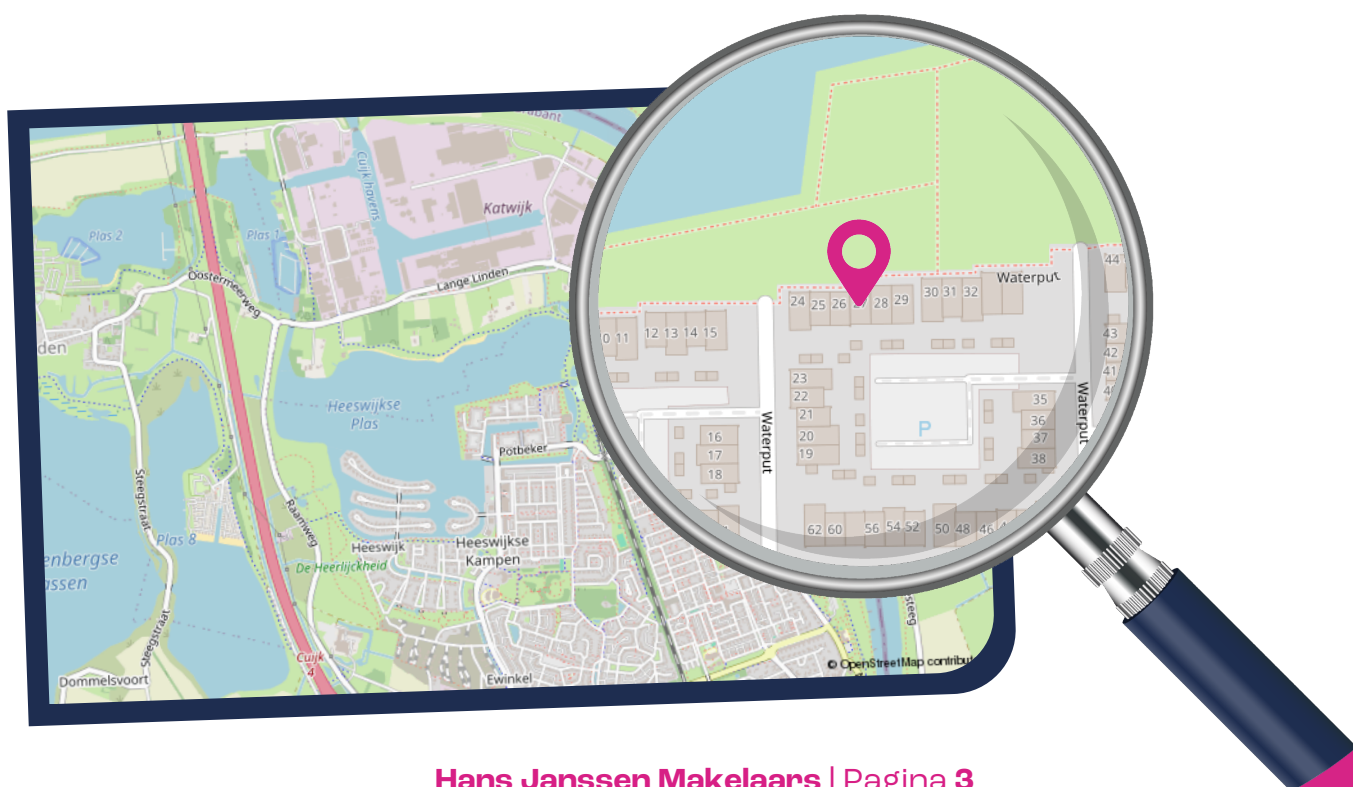 rabant
Cuijk havens
Katwijk
Plas 2
Plas 1
Oostermeerweg
Lange Linden
den
Heeswijkse
Plas
Potbeker
Steegstraat
Raamweg
Plas 8
enbergse
assen
Heeswijk
Heeswijkse
Kampen
De Heerlijckheid
Steegstraat
Cuijk
4
Dommelsvoort
Ewinkel
steeg
© OpenStreetMap contribu
Waterput
44
24 25 26 28 29 30 31 32
0 11 12 13 14 15
43
42
41
23
22
21
20
19
35
36
37
38
P
Waterput
Waterput
16
17
18
62 60 56 54 52 50 48 46
Hans Janssen Makelaars | Pagina 3